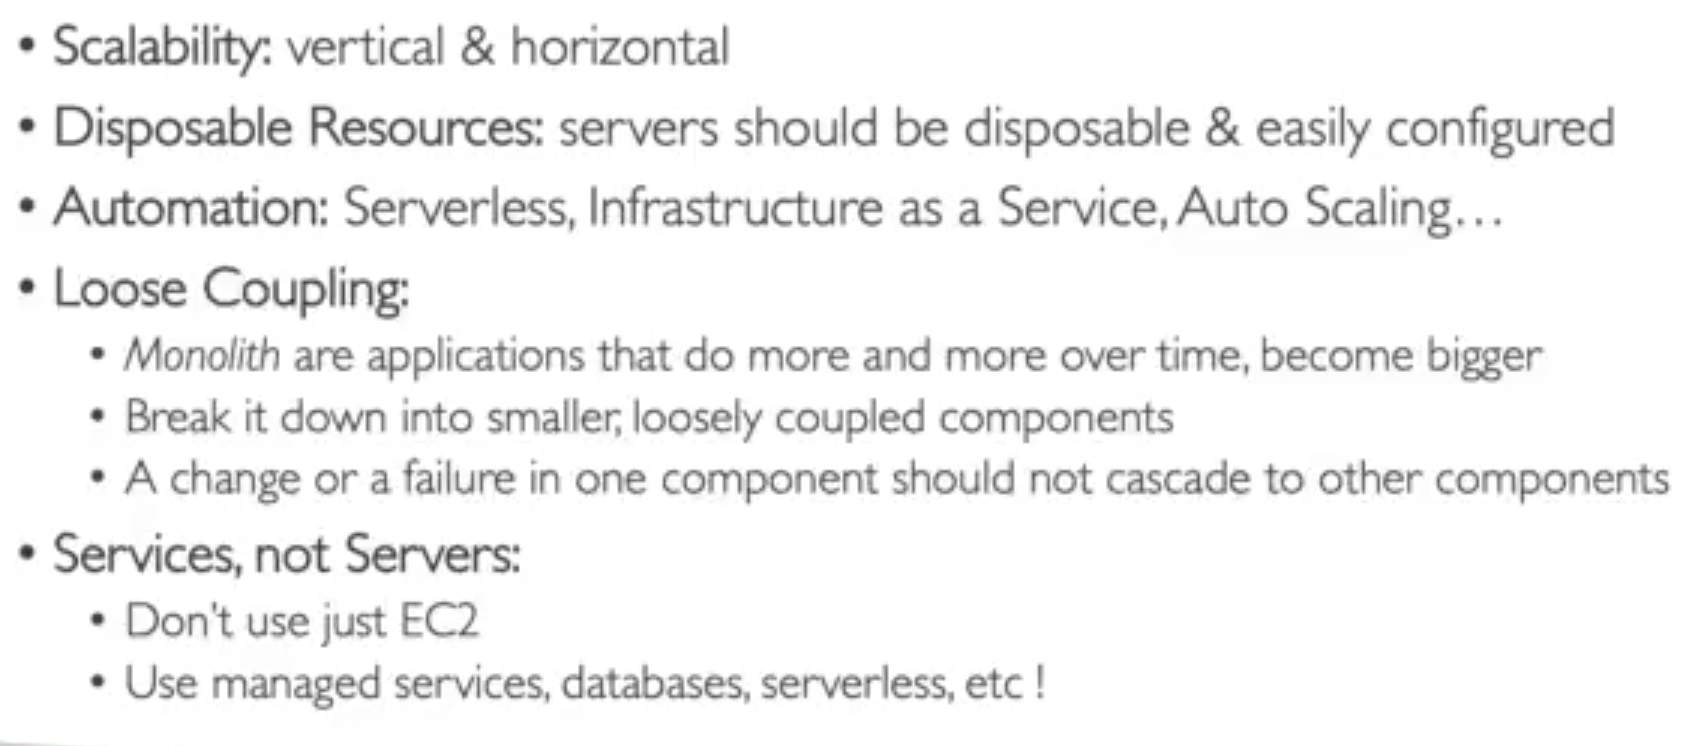 • Scalability: vertical & horizontal
• Disposable Resources: servers should be disposable & easily configured
• Automation: Serverless, Infrastructure as a Service, Auto Scaling…
• Loose Coupling:
• Monolith are applications that do more and more over time, become bigger
• Break it down into smaller, loosely coupled components
• A change or a failure in one component should not cascade to other components
• Services, not Servers:
• Don't use just EC2
• Use managed services, databases, serverless, etc !